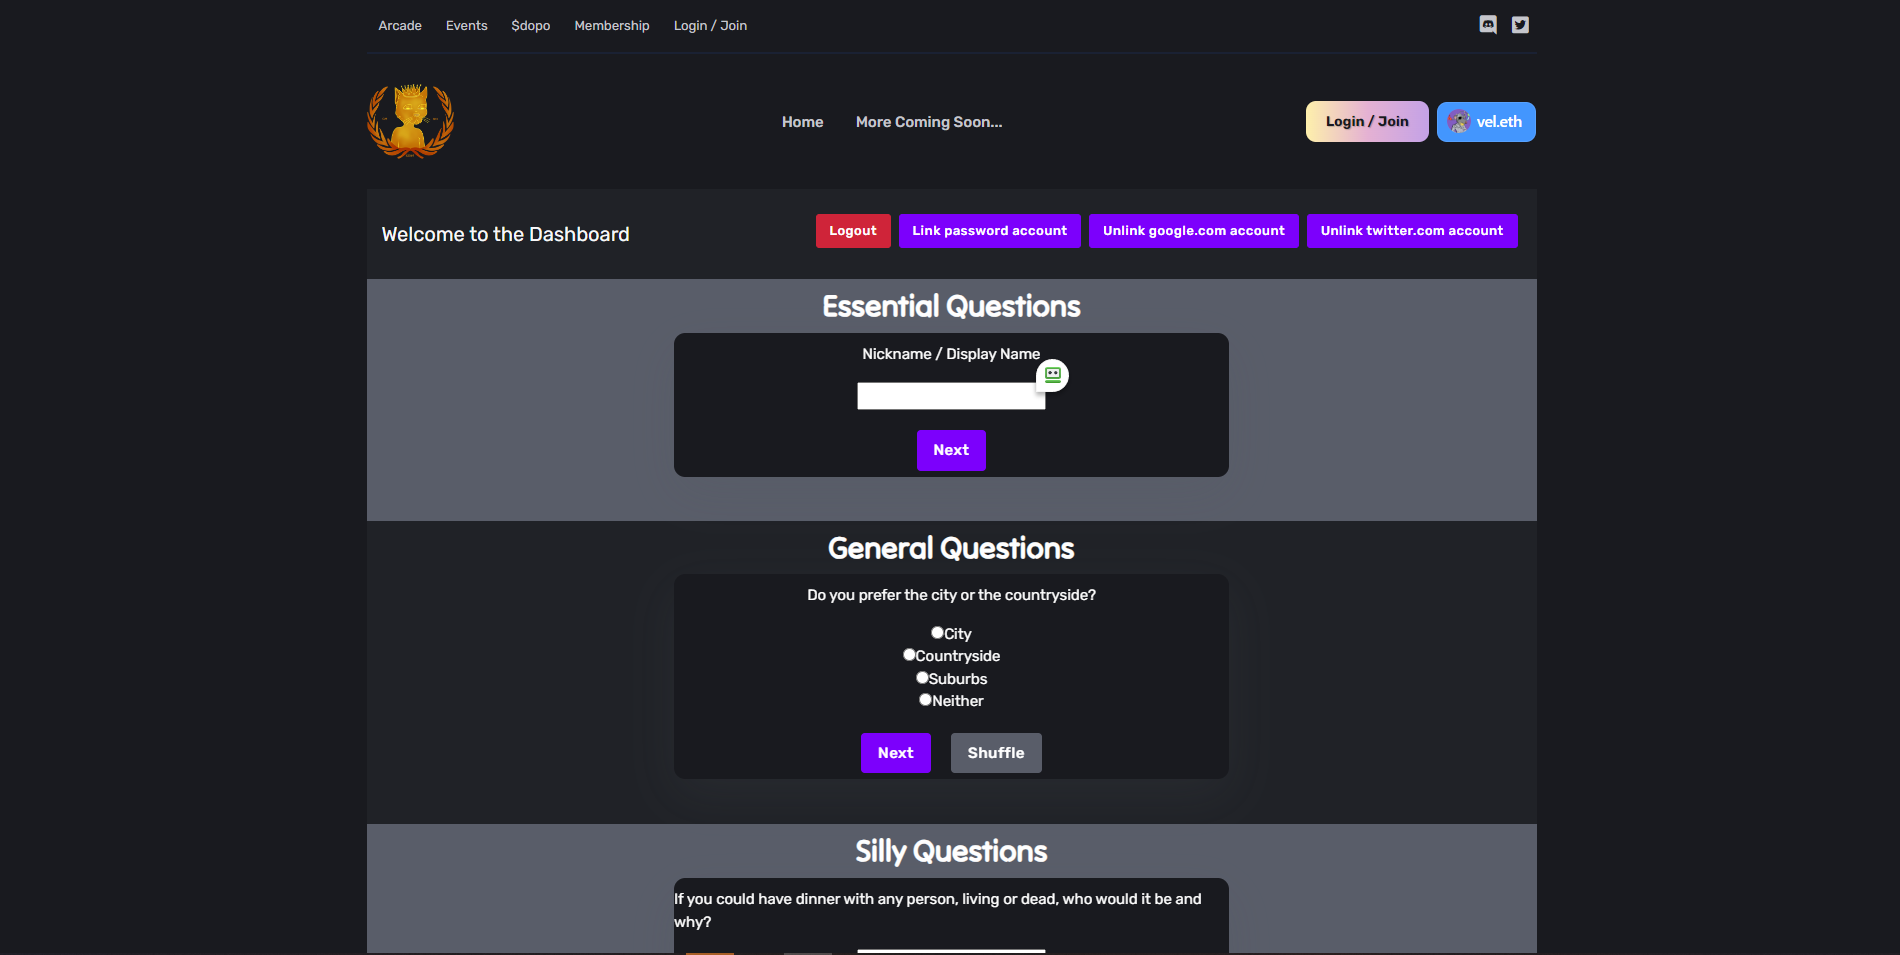 Arcade Events $dopo Membership Login / Join
Home More Coming Soon... Login / Join vel.eth
Welcome to the Dashboard Logout Link password account Unlink google.com account Unlink twitter.com account
Essential Questions
Nickname / Display Name
Next
General Questions
Do you prefer the city or the countryside?
City
Countryside
Suburbs
Neither
Next Shuffle
Silly Questions
If you could have dinner with any person, living or dead, who would it be and
why?